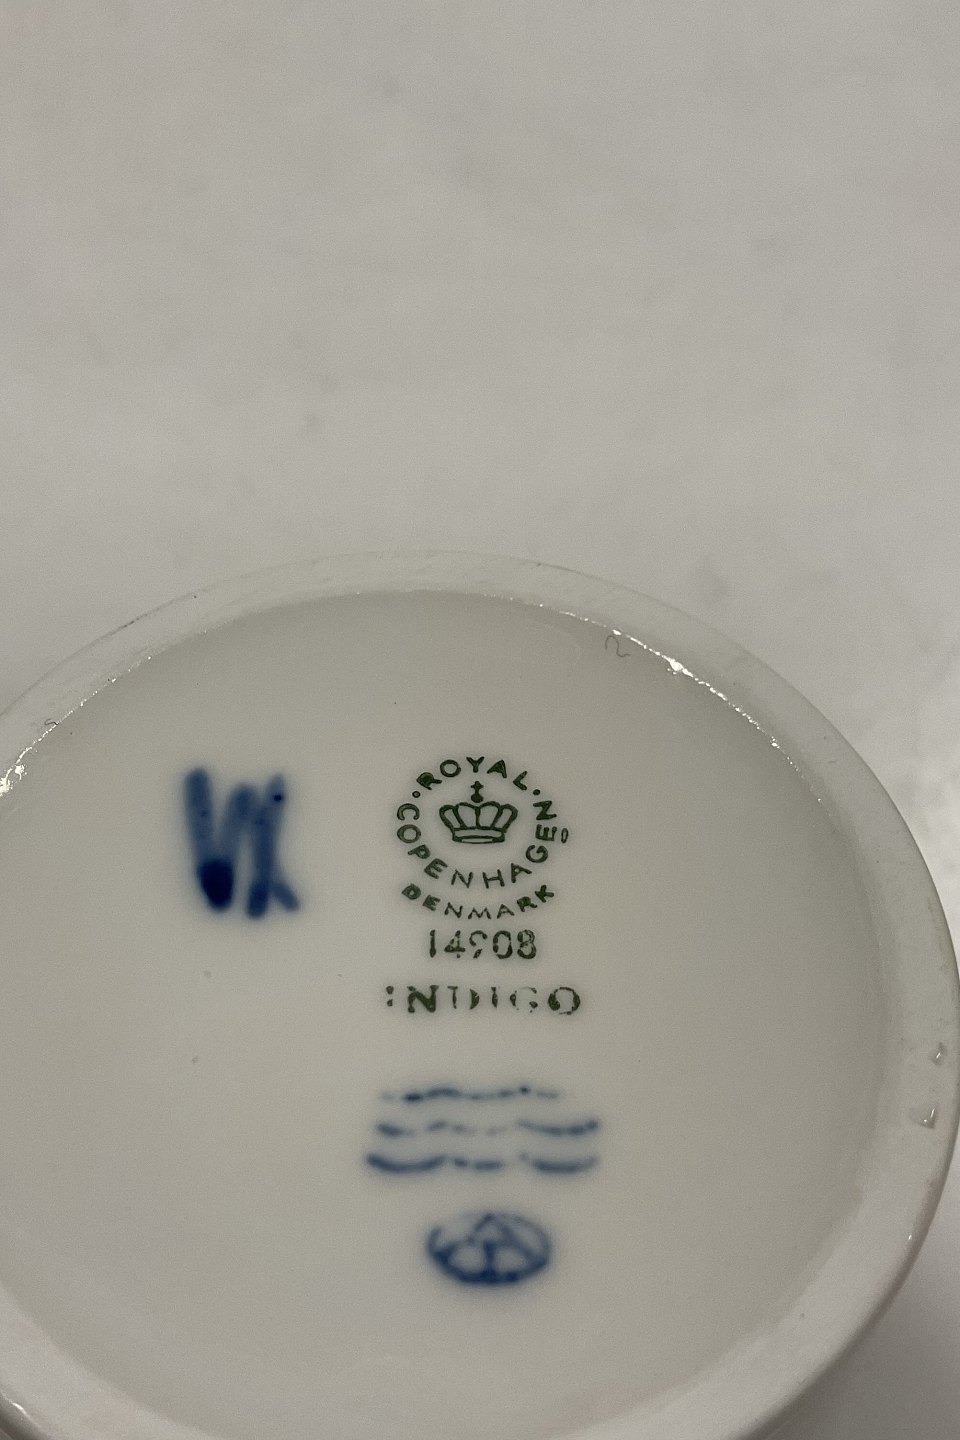 ROYAL COPENHAGEN
DENMARK
14908
INDIGO